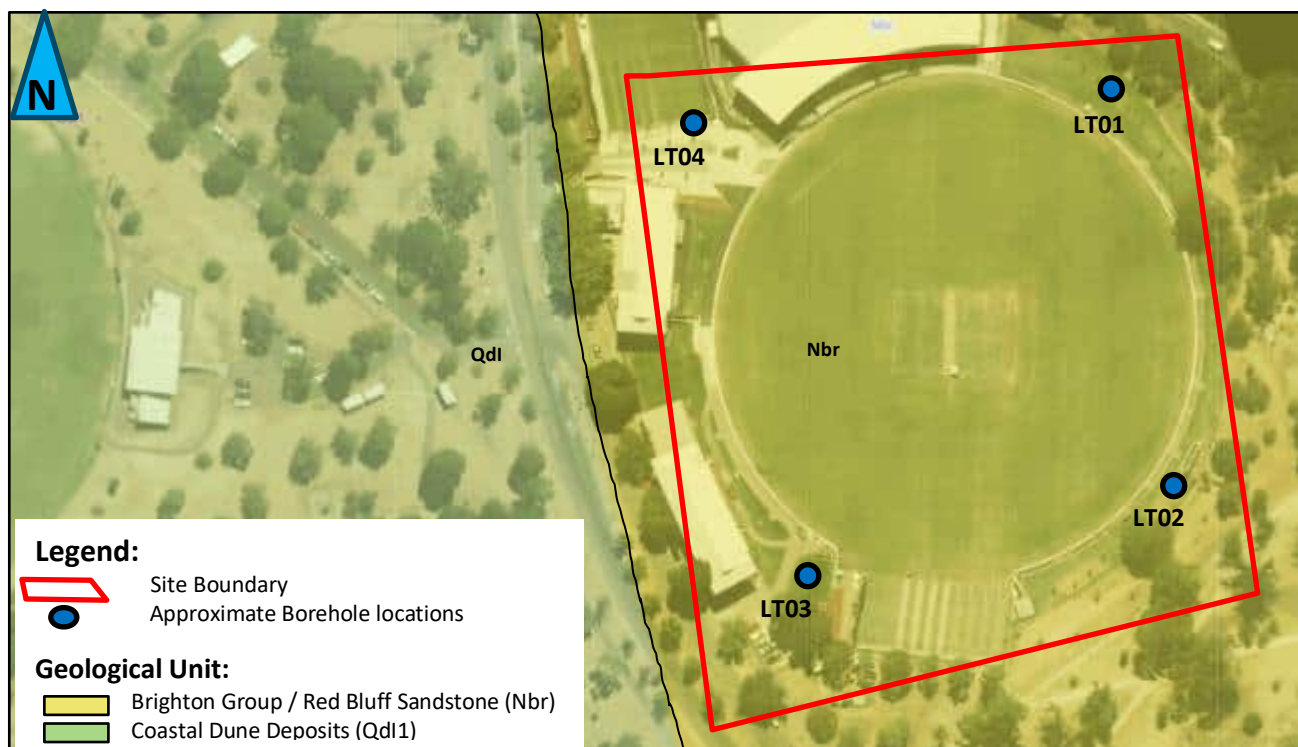 N
LT01
LT04
Qdl
Nbr
LT02
LT03
Legend:
Site Boundary
Approximate Borehole locations
Geological Unit:
Brighton Group / Red Bluff Sandstone (Nbr)
Coastal Dune Deposits (Qdl1)